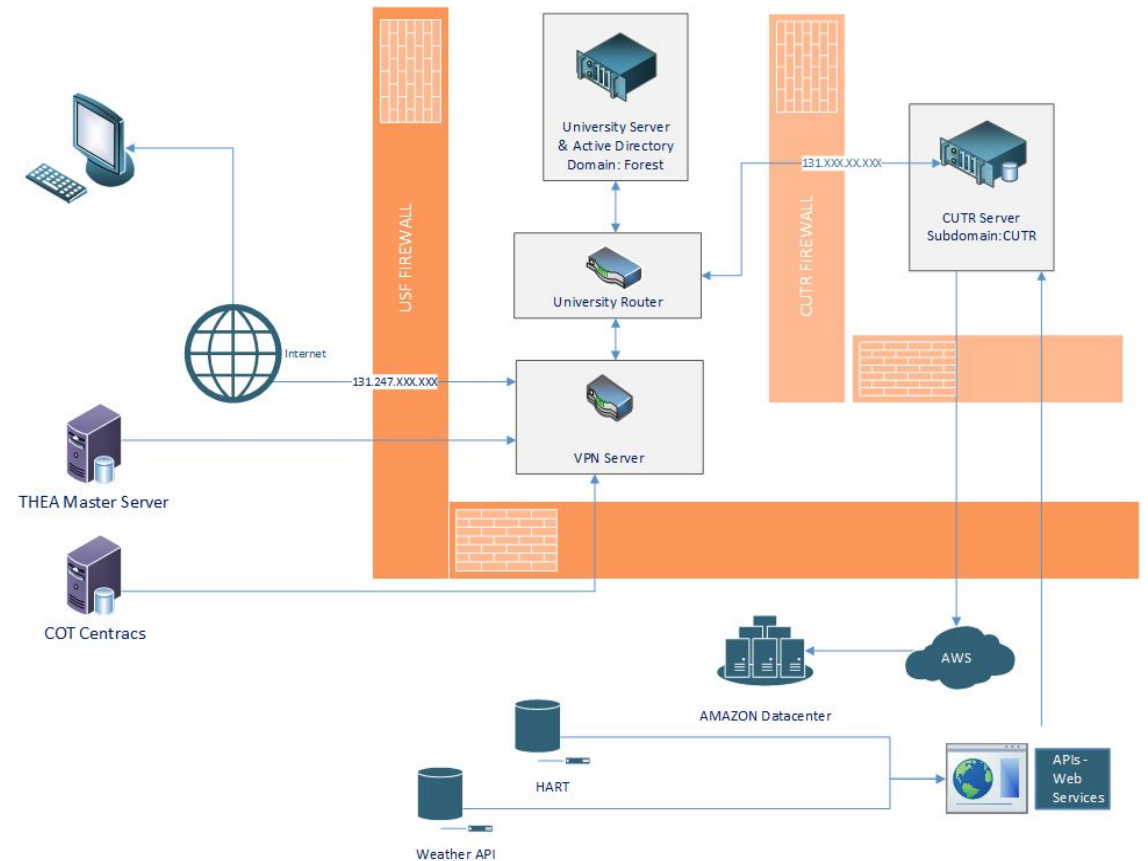 University Server
& Active Directory
Domain: Forest
USF FIREWALL
131.XXX.XX.XXX
CUTR Server
Subdomain:CUTR
CUTR FIREWALL
University Router
Internet
131.247.XXX.XXX
VPN Server
THEA Master Server
COT Centracs
AWS
AMAZON Datacenter
HART
APIs -
Web
Services
Weather API